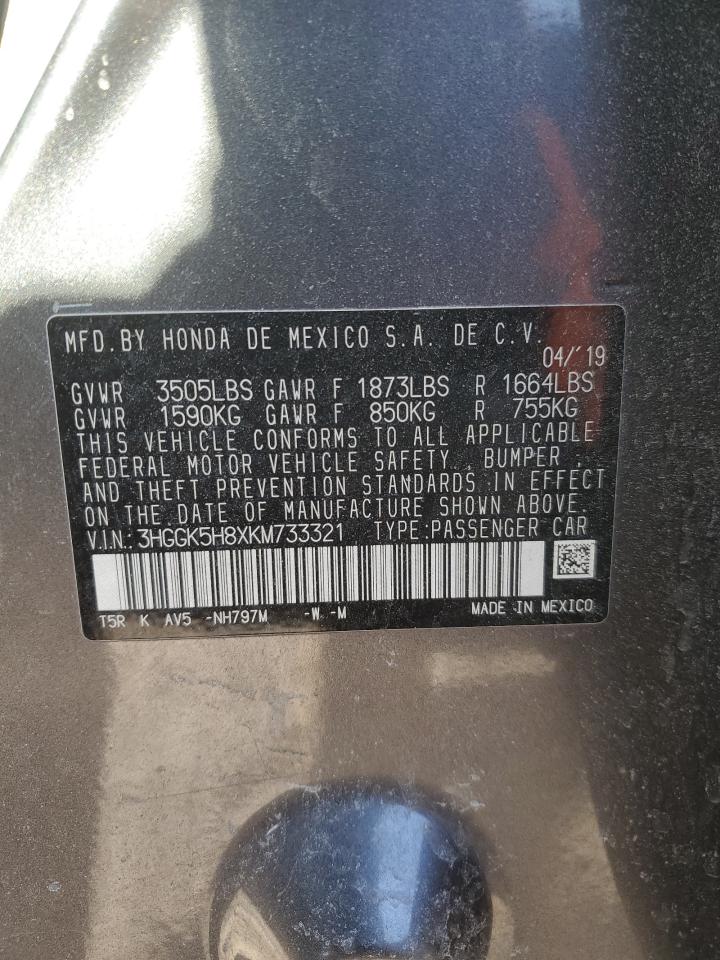 MFD. BY HONDA DE MEXICO S.A. DE C.V.
04/'19
GVWR 3505LBS GAWR F 1873LBS R 1664LBS
GVWR 1590KG GAWR F 850KG R 755KG
THIS VEHICLE CONFORMS TO ALL APPLICABLE
FEDERAL MOTOR VEHICLE SAFETY, BUMPER,
AND THEFT PREVENTION STANDARDS IN EFFECT
ON THE DATE OF MANUFACTURE SHOWN ABOVE.
V.I.N.: 3HGGK5H8XKM733321 TYPE:PASSENGER CAR
T5R K AV5 -NH797M -W -M MADE IN MEXICO